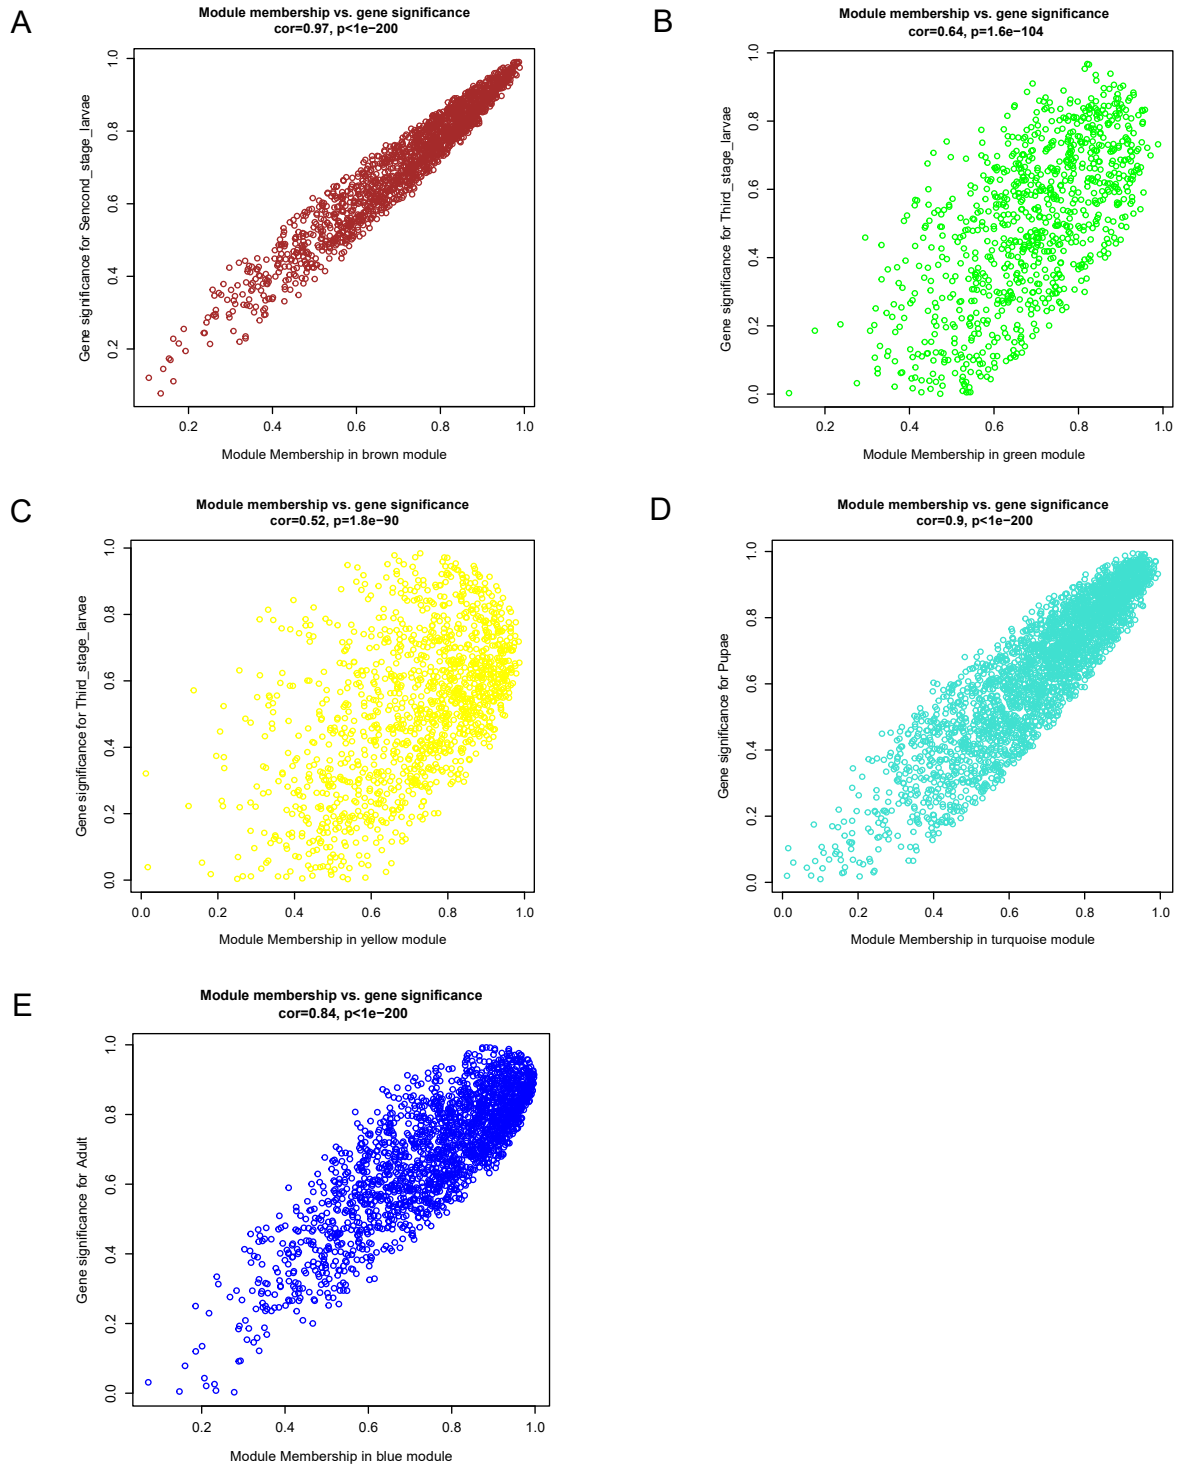 A
Module membership vs. gene significance
cor=0.97, p<1e−200
Gene significance for Sencond_stage_larvae
1.0
0.8
0.6
0.4
0.2
0.2
0.4
0.6
0.8
1.0
Module Membership in brown module
B
Module membership vs. gene significance
cor=0.64, p=1.6e−104
Gene significance for Third_stage_larvae
1.0
0.8
0.6
0.4
0.2
0.0
0.2
0.4
0.6
0.8
1.0
Module Membership in green module
C
Module membership vs. gene significance
cor=0.52, p=1.8e−90
Gene significance for Third_stage_larvae
1.0
0.8
0.6
0.4
0.2
0.0
0.0
0.2
0.4
0.6
0.8
1.0
Module Membership in yellow module
D
Module membership vs. gene significance
cor=0.9, p<1e−200
Gene significance for Pupae
1.0
0.8
0.6
0.4
0.2
0.0
0.0
0.2
0.4
0.6
0.8
1.0
Module Membership in turquoise module
E
Module membership vs. gene significance
cor=0.84, p<1e−200
Gene significance for Adult
1.0
0.8
0.6
0.4
0.2
0.0
0.2
0.4
0.6
0.8
1.0
Module Membership in blue module